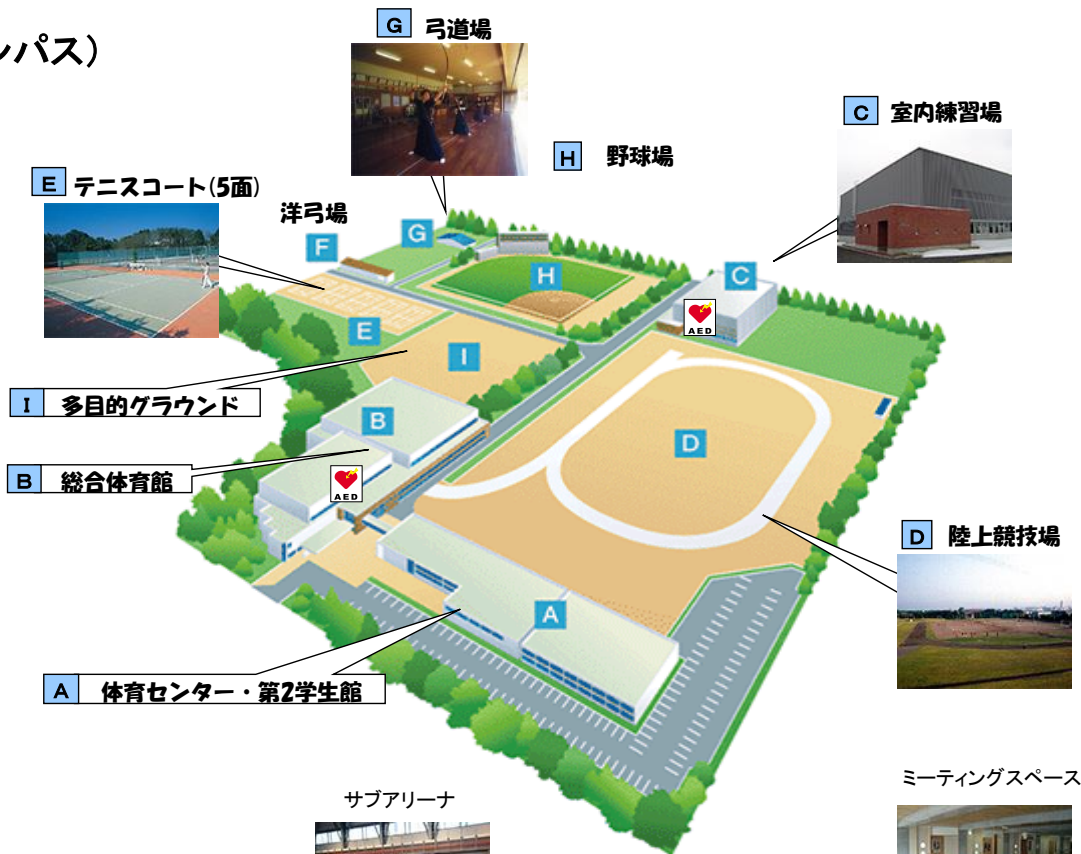 ンパス）
G 弓道場
C 室内練習場
H 野球場
E テニスコート(5面)
洋弓場
F
G
H
C
AED
E
I
I 多目的グラウンド
B
D
B 総合体育館
AED
D 陸上競技場
A
A 体育センター・第2学生館
サブアリーナ
ミーティングスペース